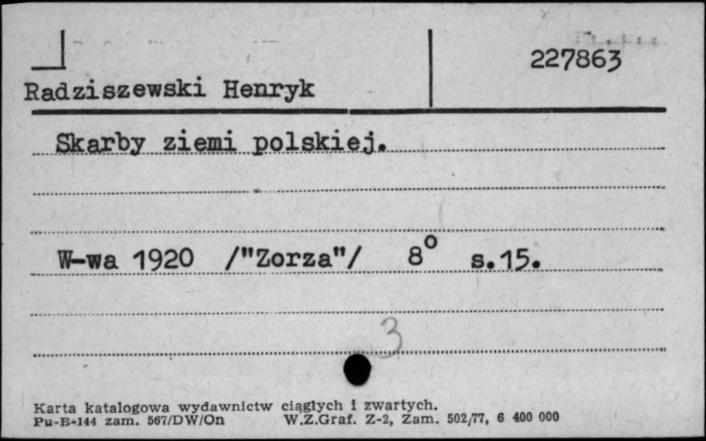 227863
Radziszewski Henryk
Skarby ziemi polskiej.
W-wa 1920 /"Zorza"/ 8° s.15.
3
Karta katalogowa wydawnictw ciągłych i zwartych.
Pu-B-144 zam. 567/DW/On W.Z.Graf. Z-2, Zam. 502/77, 6 400 000